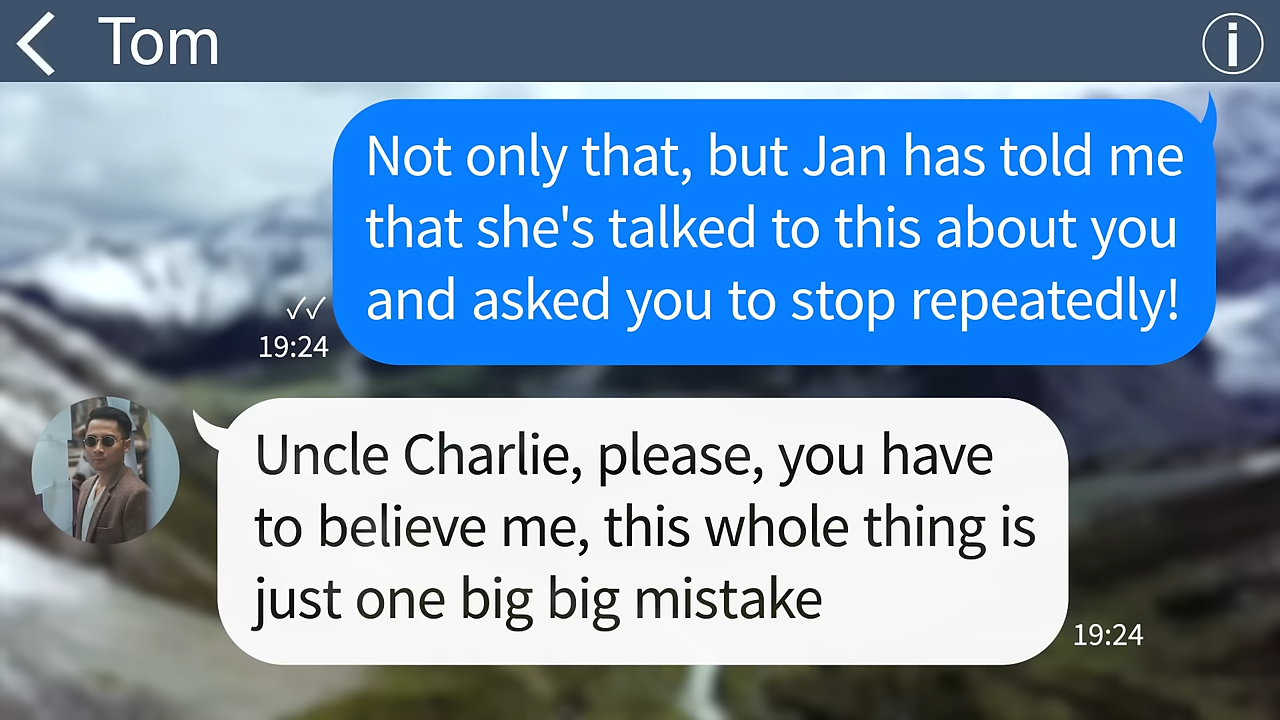 Tom
Not only that, but Jan has told me
that she's talked to this about you
and asked you to stop repeatedly!
19:24
Uncle Charlie, please, you have
to believe me, this whole thing is
just one big big mistake
19:24